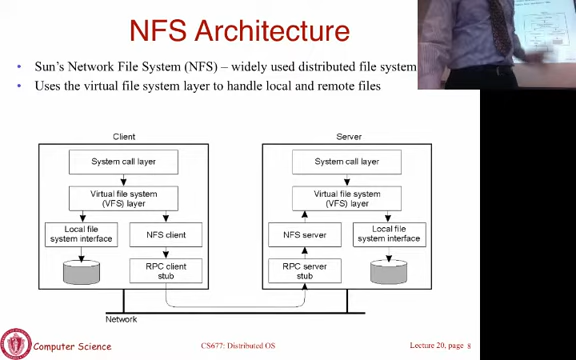 NFS Architecture
• Sun's Network File System (NFS) – widely used distributed file system
• Uses the virtual file system layer to handle local and remote files
Client
Server
System call layer
System call layer
Virtual file system
(VFS) layer
Virtual file system
(VFS) layer
Local file
system interface
NFS client
NFS server
Local file
system interface
RPC client
stub
RPC server
stub
Network
Computer Science
CS677: Distributed OS
Lecture 20, page 8